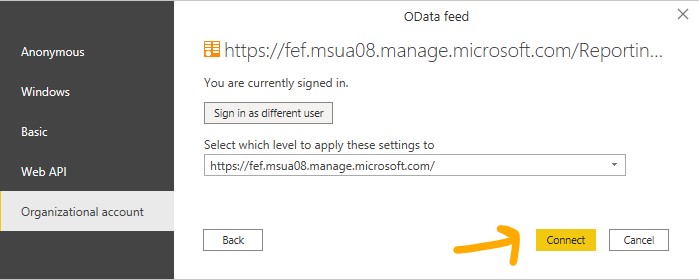 OData feed
Anonymous
Windows
Basic
Web API
Organizational account
https://fef.msua08.manage.microsoft.com/Reportin...
You are currently signed in.
Sign in as different user
Select which level to apply these settings to
https://fef.msua08.manage.microsoft.com/
Back
Connect
Cancel